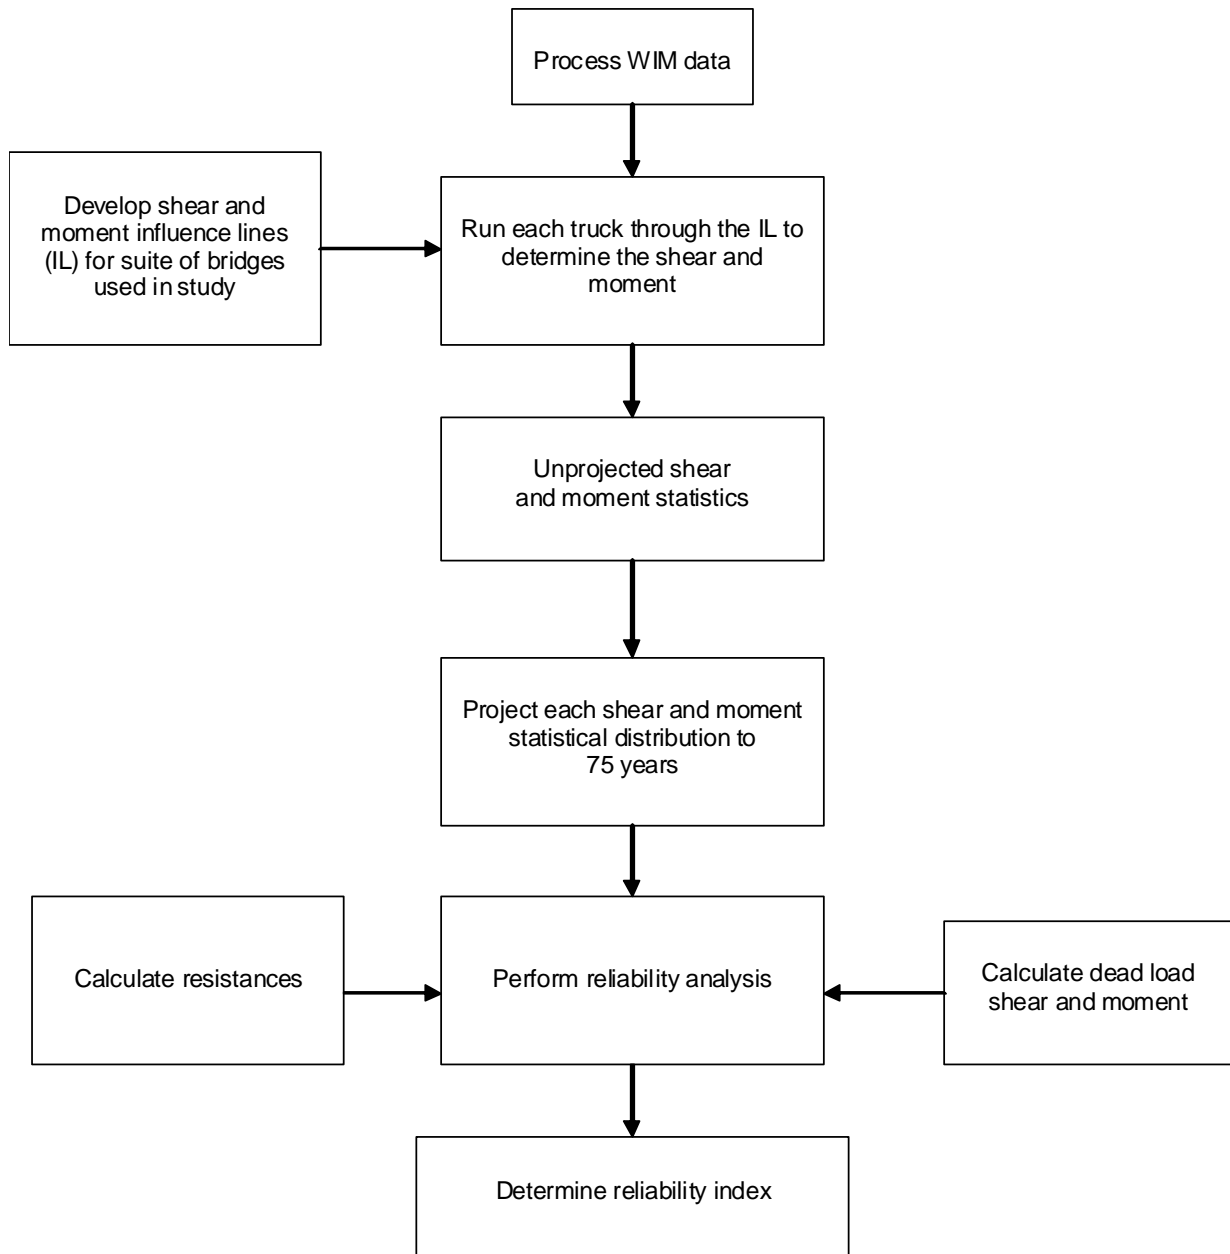 Process WIM data
Develop shear and
moment influence lines
(IL) for suite of bridges
used in study
Run each truck through the IL to
determine the shear and
moment
Unprojected shear
and moment statistics
Project each shear and moment
statistical distribution to
75 years
Calculate resistances
Perform reliability analysis
Calculate dead load
shear and moment
Determine reliability index